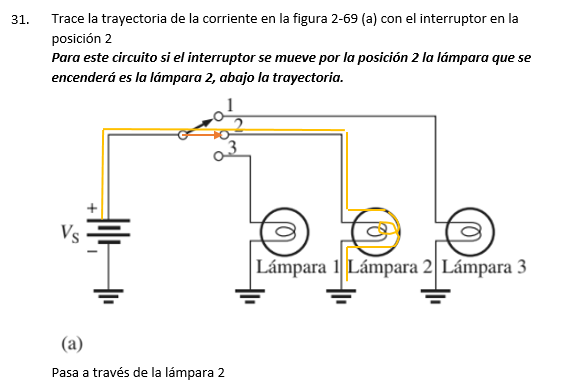 31. Trace la trayectoria de la corriente en la figura 2-69 (a) con el interruptor en la
posición 2
Para este circuito si el interruptor se mueve por la posición 2 la lámpara que se
encenderá es la lámpara 2, abajo la trayectoria.
1
2
3
+
VS
–
Lámpara 1 Lámpara 2 Lámpara 3
(a)
Pasa a través de la lámpara 2